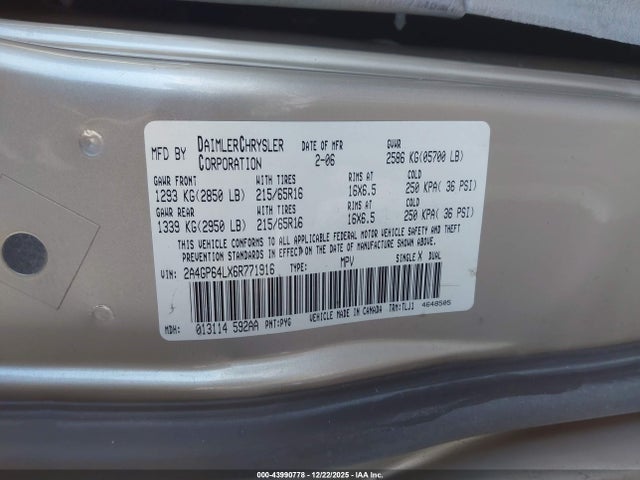 MFD BY DAIMLERCHRYSLER CORPORATION DATE OF MFR 2-06 GVWR 2586 KG(05700 LB)
GAWR FRONT WITH TIRES RIMS AT COLD
1293 KG(2850 LB) 215/65R16 16X6.5 250 KPA( 36 PSI)
GAWR REAR WITH TIRES RIMS AT COLD
1339 KG(2950 LB) 215/65R16 16X6.5 250 KPA( 36 PSI)
THIS VEHICLE CONFORMS TO ALL APPLICABLE FEDERAL MOTOR VEHICLE SAFETY AND THEFT
PREVENTION STANDARDS IN EFFECT ON THE DATE OF MANUFACTURE SHOWN ABOVE.
VIN: 2A4GP64LX6R771916 TYPE: MPV SINGLE X DUAL
MDH: 013114 592AA PNT:PYG VEHICLE MADE IN CANADA TRM:TLJ1 4648505
000-43990778 - 12/22/2025 - IAA Inc.